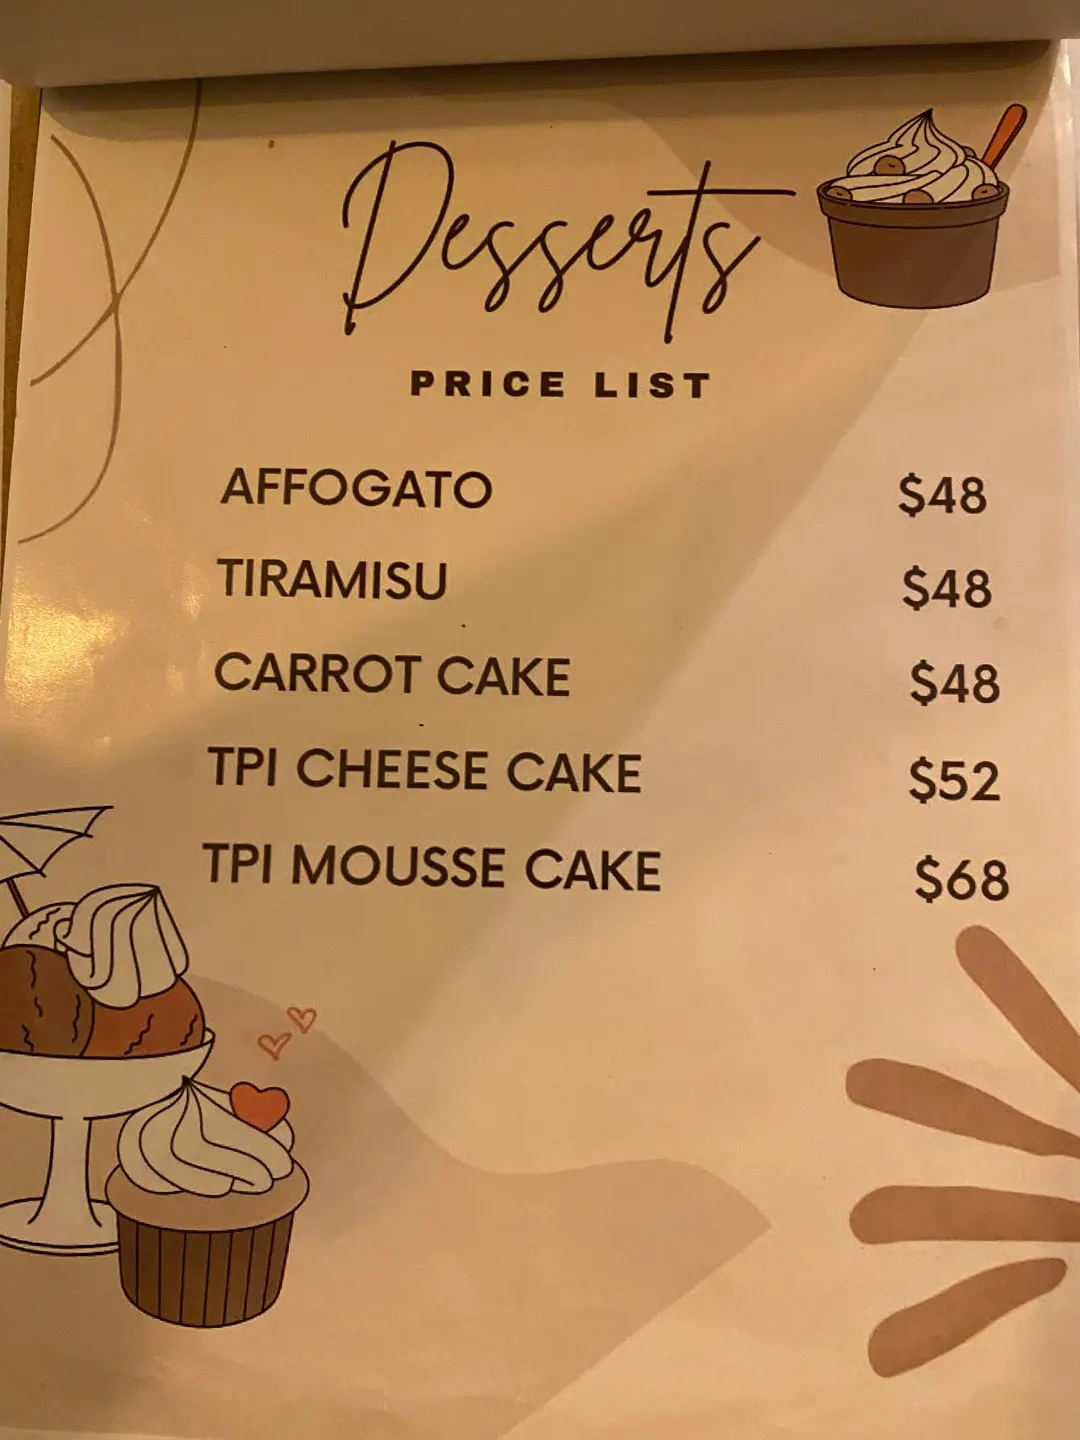 Desserts
PRICE LIST
AFFOGATO $48
TIRAMISU $48
CARROT CAKE $48
TPI CHEESE CAKE $52
TPI MOUSSE CAKE $68